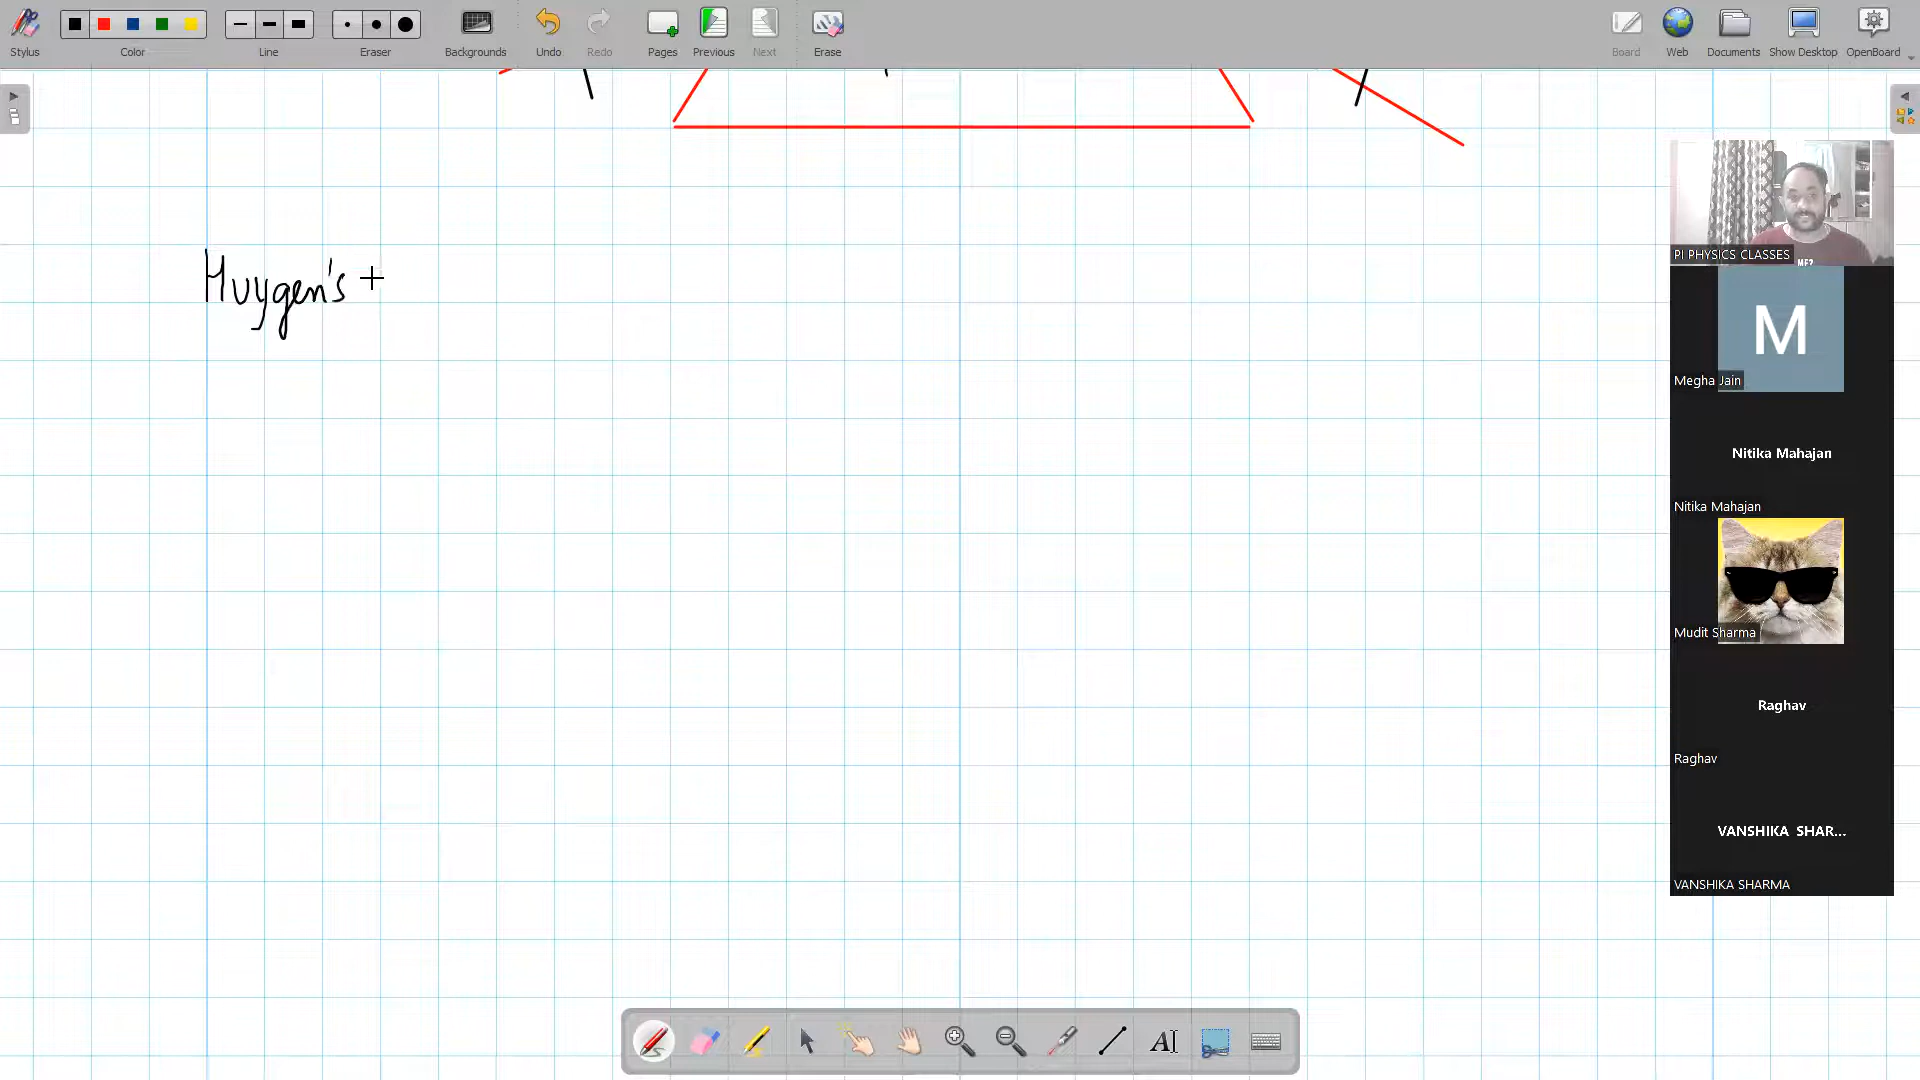 Stylus
Color
Line
Eraser
Backgrounds
Undo
Redo
Pages
Previous
Next
Erase
Board
Web
Documents
Show Desktop
OpenBoard
Huygen's
PI PHYSICS CLASSES
M
Megha Jain
Nitika Mahajan
Nitika Mahajan
Mudit Sharma
Raghav
Raghav
VANSHIKA SHAR...
VANSHIKA SHARMA
A